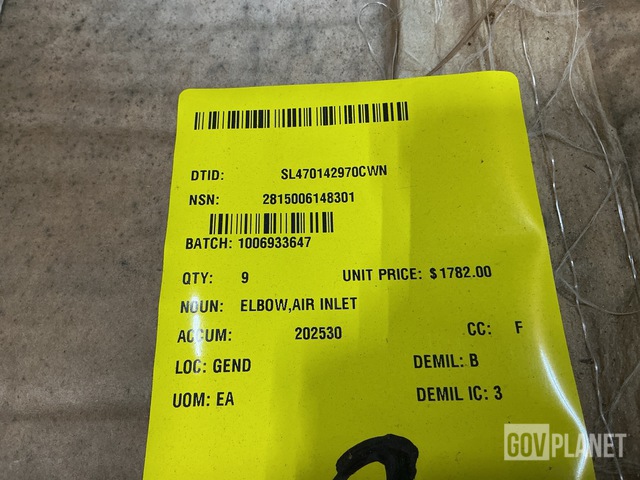 DTID: SL470142970CWN
NSN: 2815006148301
BATCH: 1006933647
QTY: 9 UNIT PRICE: $1782.00
NOUN: ELBOW,AIR INLET
ACCUM: 202530 CC: F
LOC: GEND DEMIL: B
UOM: EA DEMIL IC: 3
GOVPLANET